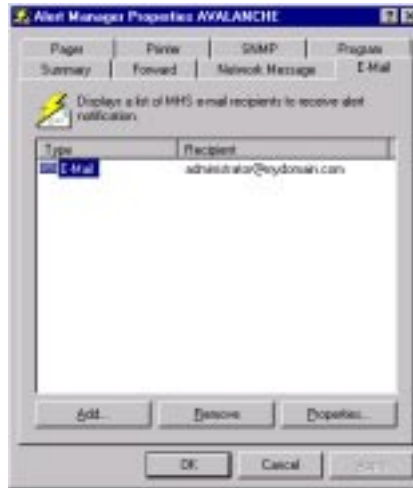 Alert Manager Properties AVALANCHE
Pager Printer SNMP Program
Summary Forward Network Message E-Mail
Displays a list of MHS e-mail recipients to receive alert
notification.
Type Recipient
E-Mail administrator@mydomain.com
Add... Remove Properties...
OK Cancel Apply